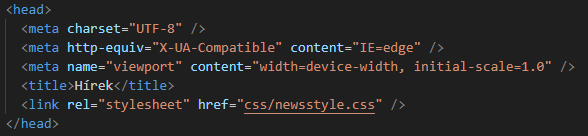 <head>
<meta charset="UTF-8" />
<meta http-equiv="X-UA-Compatible" content="IE=edge" />
<meta name="viewport" content="width=device-width, initial-scale=1.0" />
<title>Hírek</title>
<link rel="stylesheet" href="css/newsstyle.css" />
</head>